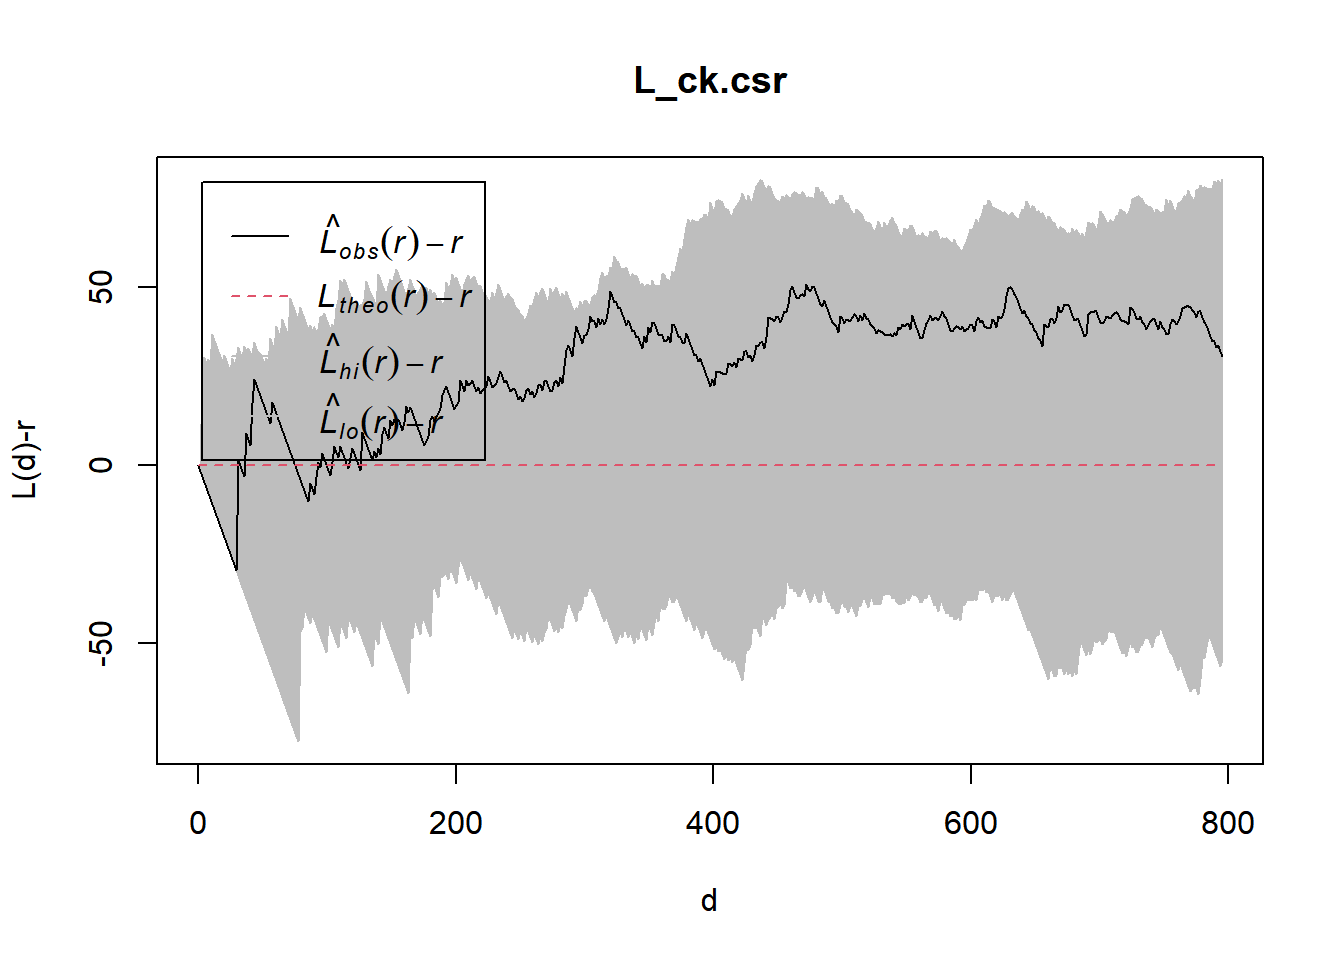 L_ck.csr
L̂obs(r) – r
Ltheo(r) – r
L̂hi(r) – r
L̂lo(r) – r
50
0
-50
L(d)-r
0 200 400 600 800
d